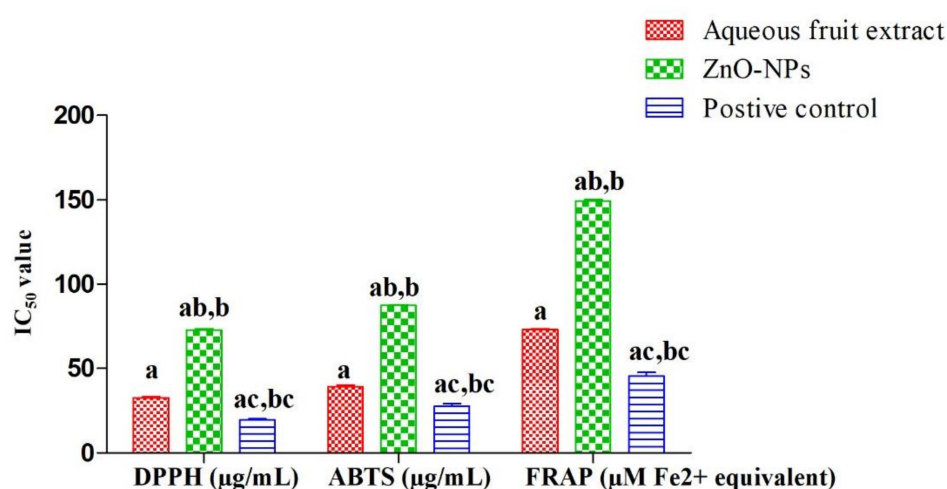 Aqueous fruit extract
ZnO-NPs
Postive control
200
150
100
50
0
IC₅₀ value
a
ab,b
ac,bc
a
ab,b
ac,bc
a
ab,b
ac,bc
DPPH (µg/mL) ABTS (µg/mL) FRAP (µM Fe2+ equivalent)